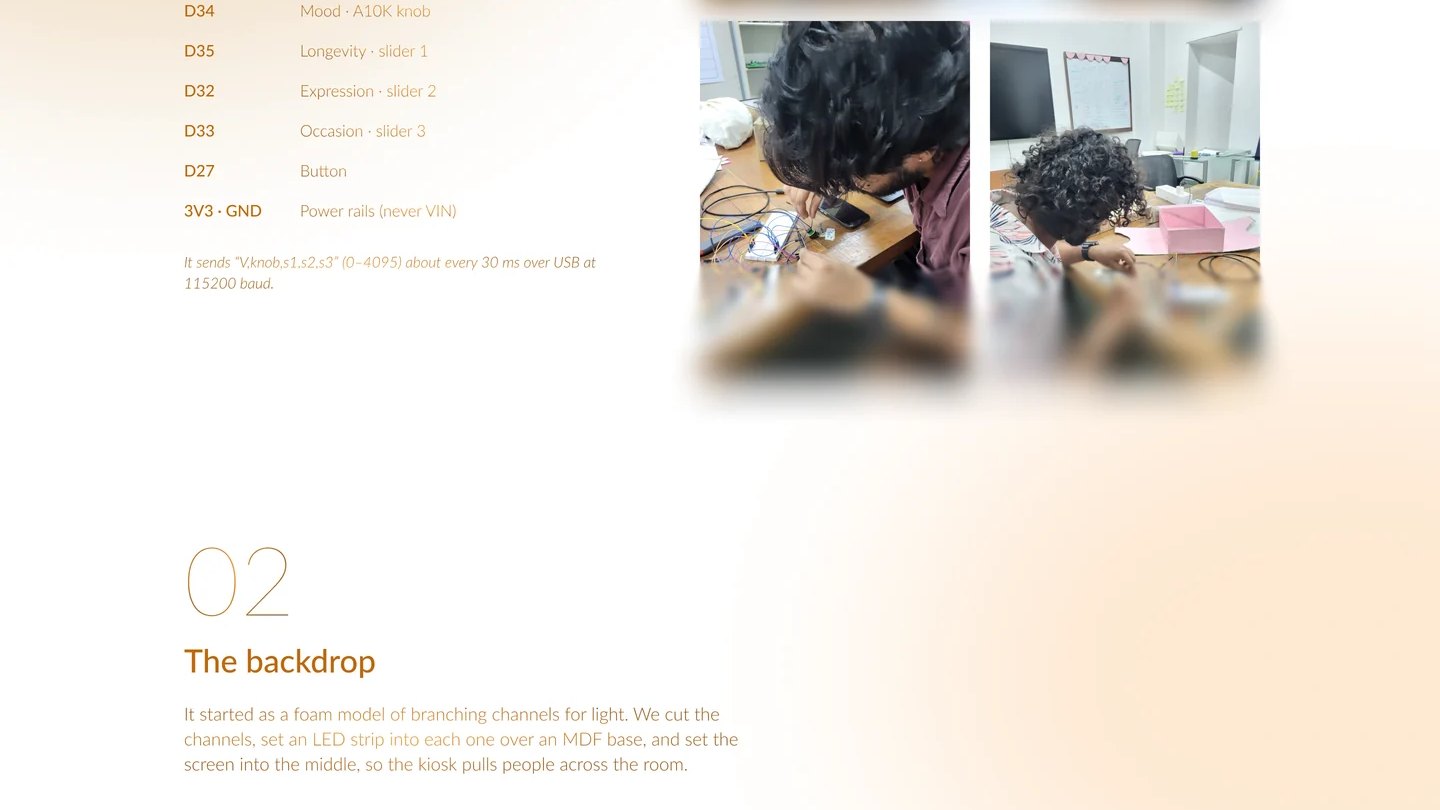 D34 Mood · A10K knob
D35 Longevity · slider 1
D32 Expression · slider 2
D33 Occasion · slider 3
D27 Button
3V3 · GND Power rails (never VIN)
It sends “V,knob,s1,s2,s3” (0–4095) about every 30 ms over USB at
115200 baud.
02
The backdrop
It started as a foam model of branching channels for light. We cut the
channels, set an LED strip into each one over an MDF base, and set the
screen into the middle, so the kiosk pulls people across the room.